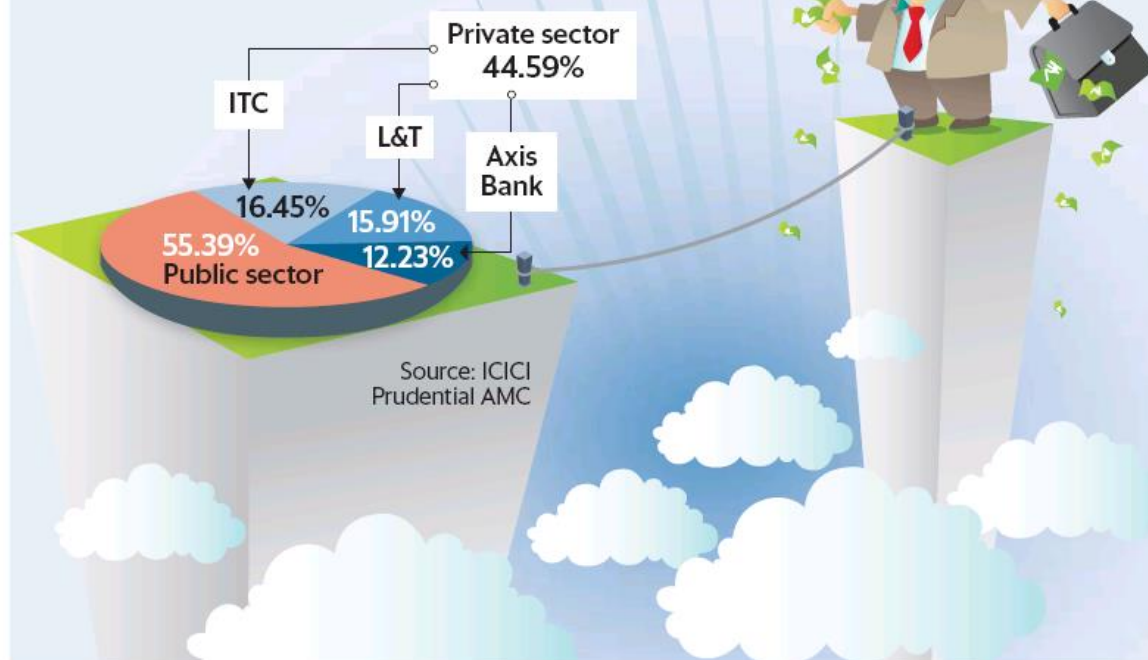 Private sector
44.59%
ITC
L&T
Axis
Bank
16.45%
15.91%
55.39%
Public sector
12.23%
Source: ICICI
Prudential AMC